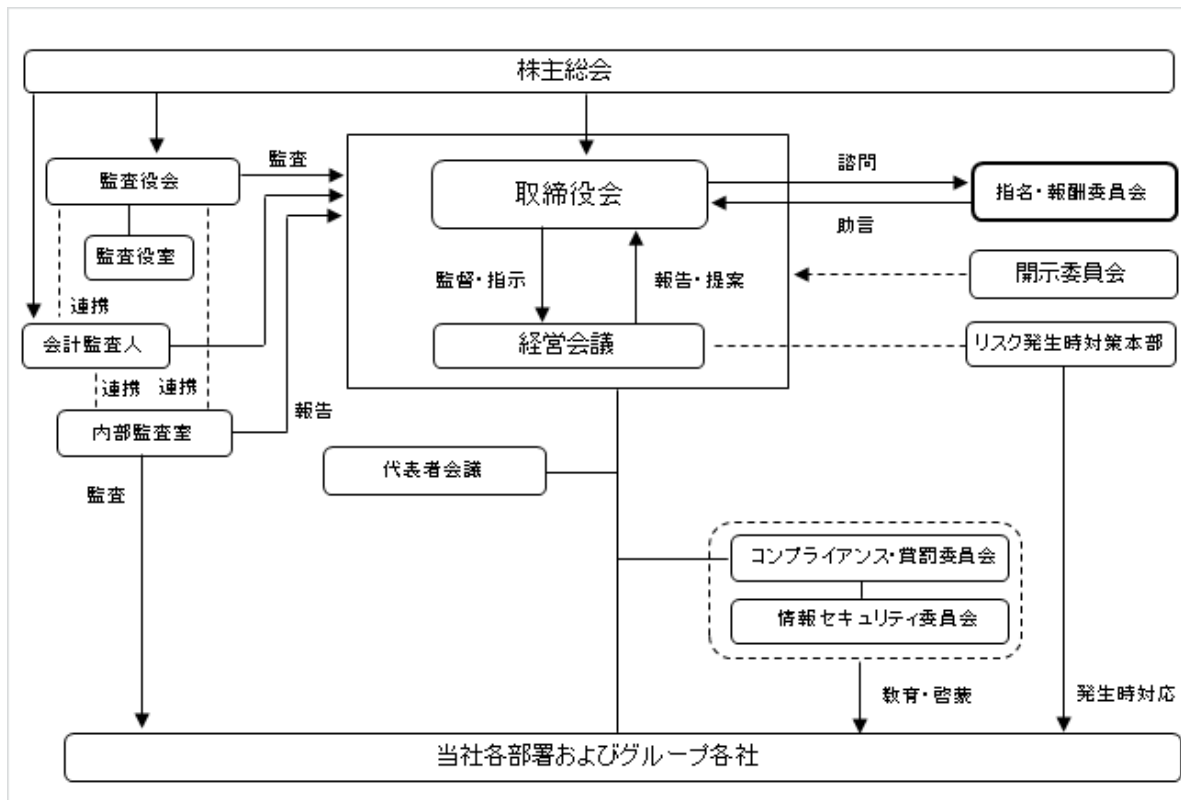 株主総会
監査役会
監査
取締役会
諮問
指名・報酬委員会
助言
監査役室
監督・指示
報告・提案
開示委員会
連携
会計監査人
経営会議
リスク発生時対策本部
連携
連携
内部監査室
報告
代表者会議
監査
コンプライアンス・賞罰委員会
情報セキュリティ委員会
教育・啓蒙
発生時対応
当社各部署およびグループ各社